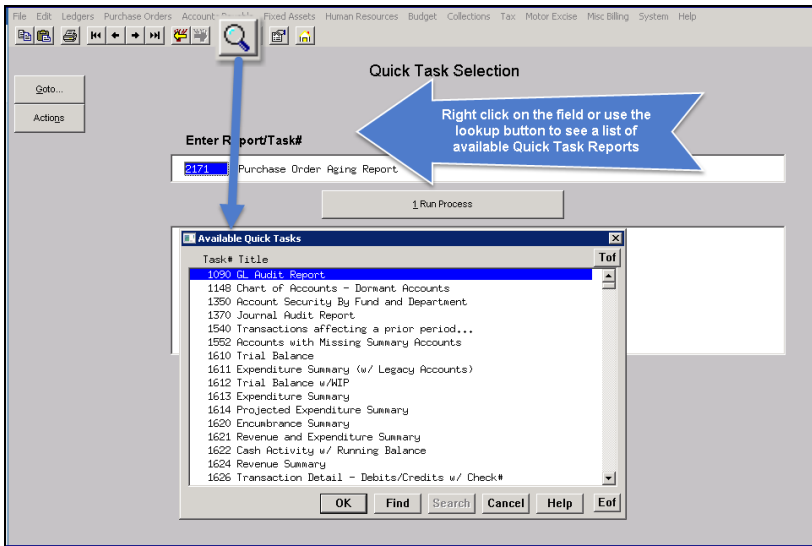 File Edit Ledgers Purchase Orders Accounts Payable Fixed Assets Human Resources Budget Collections Tax Motor Excise Misc Billing System Help
Quick Task Selection
Goto...
Actions
Right click on the field or use the
lookup button to see a list of
available Quick Task Reports
Enter Report/Task#
2171 Purchase Order Aging Report
1 Run Process
Available Quick Tasks
Task# Title
Tof
1090 GL Audit Report
1148 Chart of Accounts - Dormant Accounts
1350 Account Security By Fund and Department
1370 Journal Audit Report
1540 Transactions affecting a prior period...
1552 Accounts with Missing Summary Accounts
1610 Trial Balance
1611 Expenditure Summary (w/ Legacy Accounts)
1612 Trial Balance w/WIP
1613 Expenditure Summary
1614 Projected Expenditure Summary
1620 Encumbrance Summary
1621 Revenue and Expenditure Summary
1622 Cash Activity w/ Running Balance
1624 Revenue Summary
1626 Transaction Detail - Debits/Credits w/ Check#
OK Find Search Cancel Help Eof